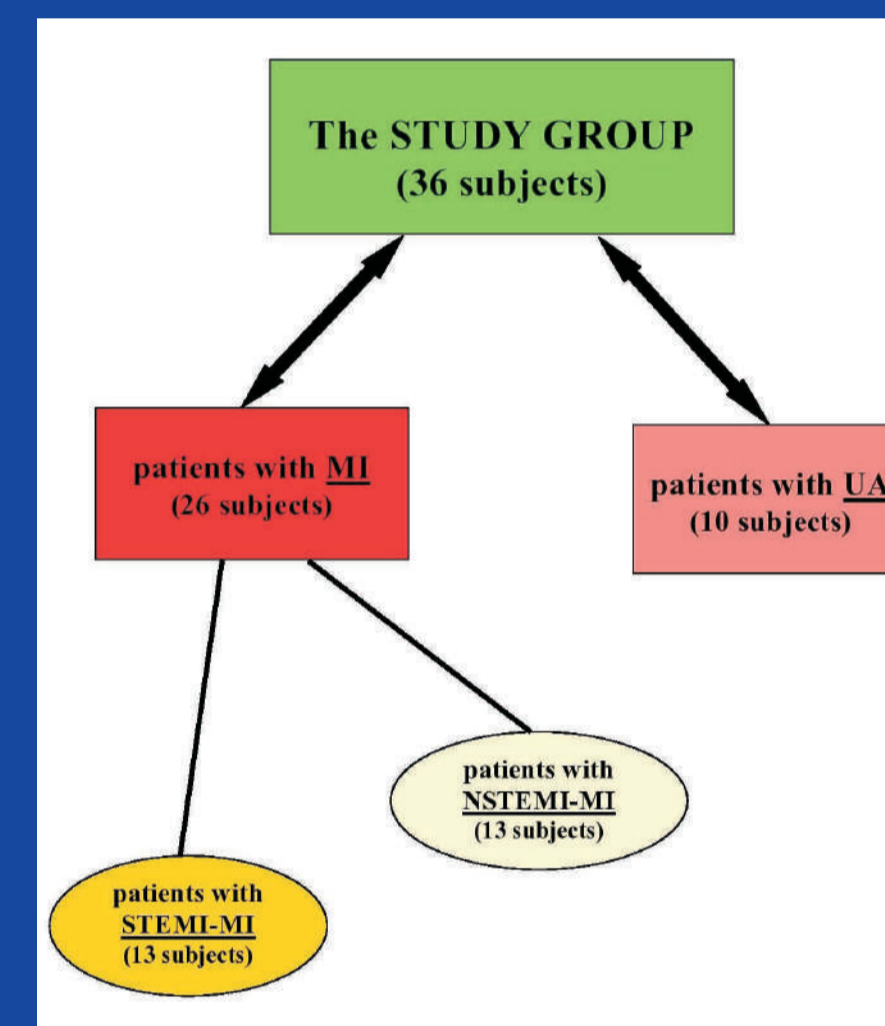 The STUDY GROUP
(36 subjects)
patients with MI
(26 subjects)
patients with UA
(10 subjects)
patients with
NSTEMI-MI
(13 subjects)
patients with
STEMI-MI
(13 subjects)